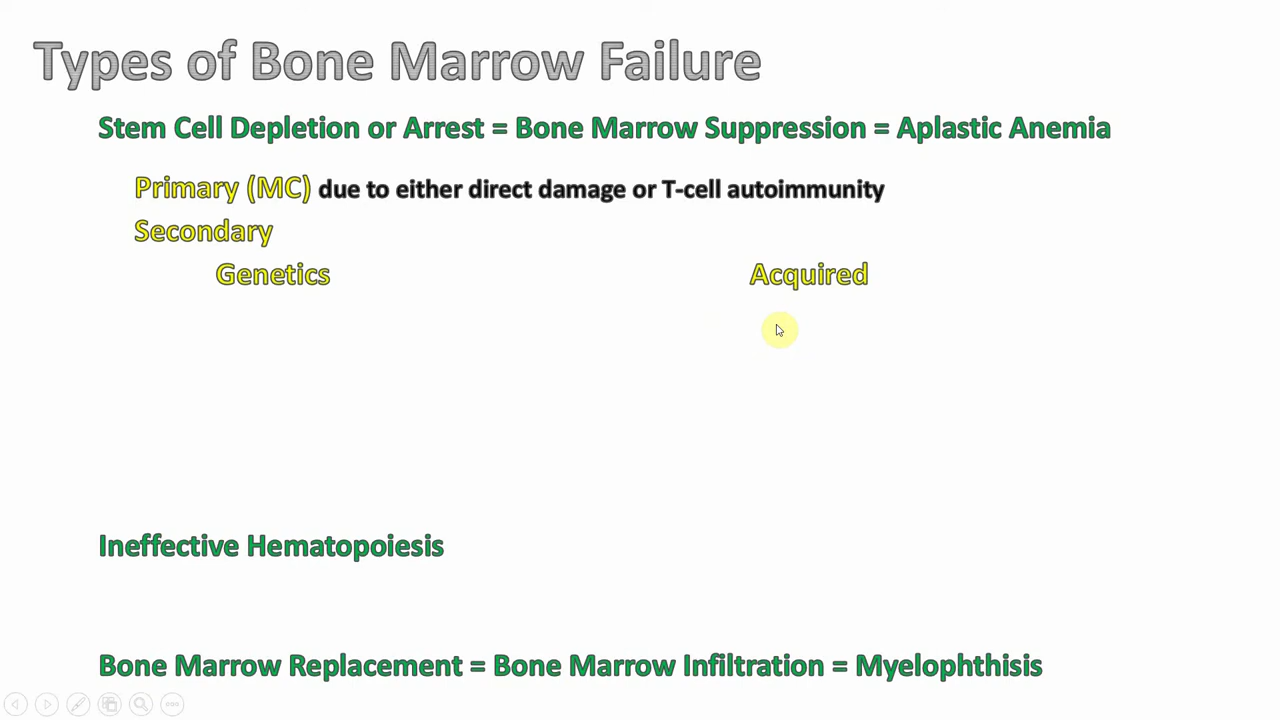 Types of Bone Marrow Failure
Stem Cell Depletion or Arrest = Bone Marrow Suppression = Aplastic Anemia
Primary (MC) due to either direct damage or T-cell autoimmunity
Secondary
Genetics
Acquired
Ineffective Hematopoiesis
Bone Marrow Replacement = Bone Marrow Infiltration = Myelophthisis